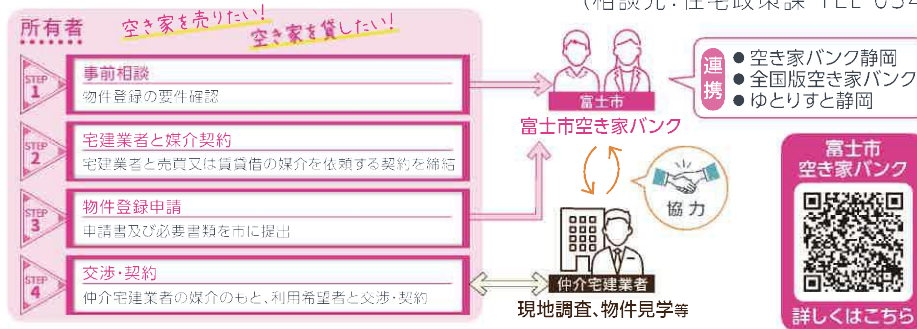 (相談先：住宅政策課 TEL 054
所有者
空き家を売りたい！
空き家を貸したい！
STEP 1
事前相談
物件登録の要件確認
STEP 2
宅建業者と媒介契約
宅建業者と売買又は賃貸借の媒介を依頼する契約を締結
STEP 3
物件登録申請
申請書及び必要書類を市に提出
STEP 4
交渉・契約
仲介宅建業者の媒介のもと、利用希望者と交渉・契約
富士市
富士市空き家バンク
協力
仲介宅建業者
現地調査、物件見学等
連携
●空き家バンク静岡
●全国版空き家バンク
●ゆとりすと静岡
富士市
空き家バンク
詳しくはこちら